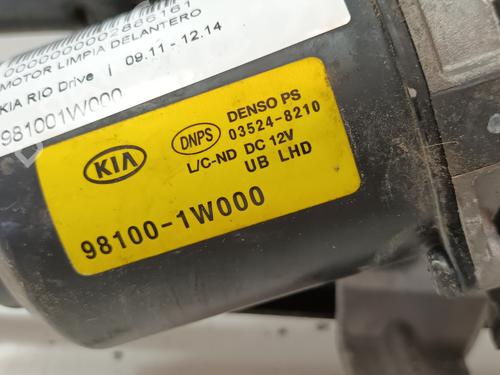 0000000002866161
MOTOR LIMPIA DELANTERO
KIA RIO Drive | 09.11 - 12.14
981001W000
KIA
DNPS
DENSO PS
03524-8210
L/C-ND DC 12V
UB LHD
98100-1W000